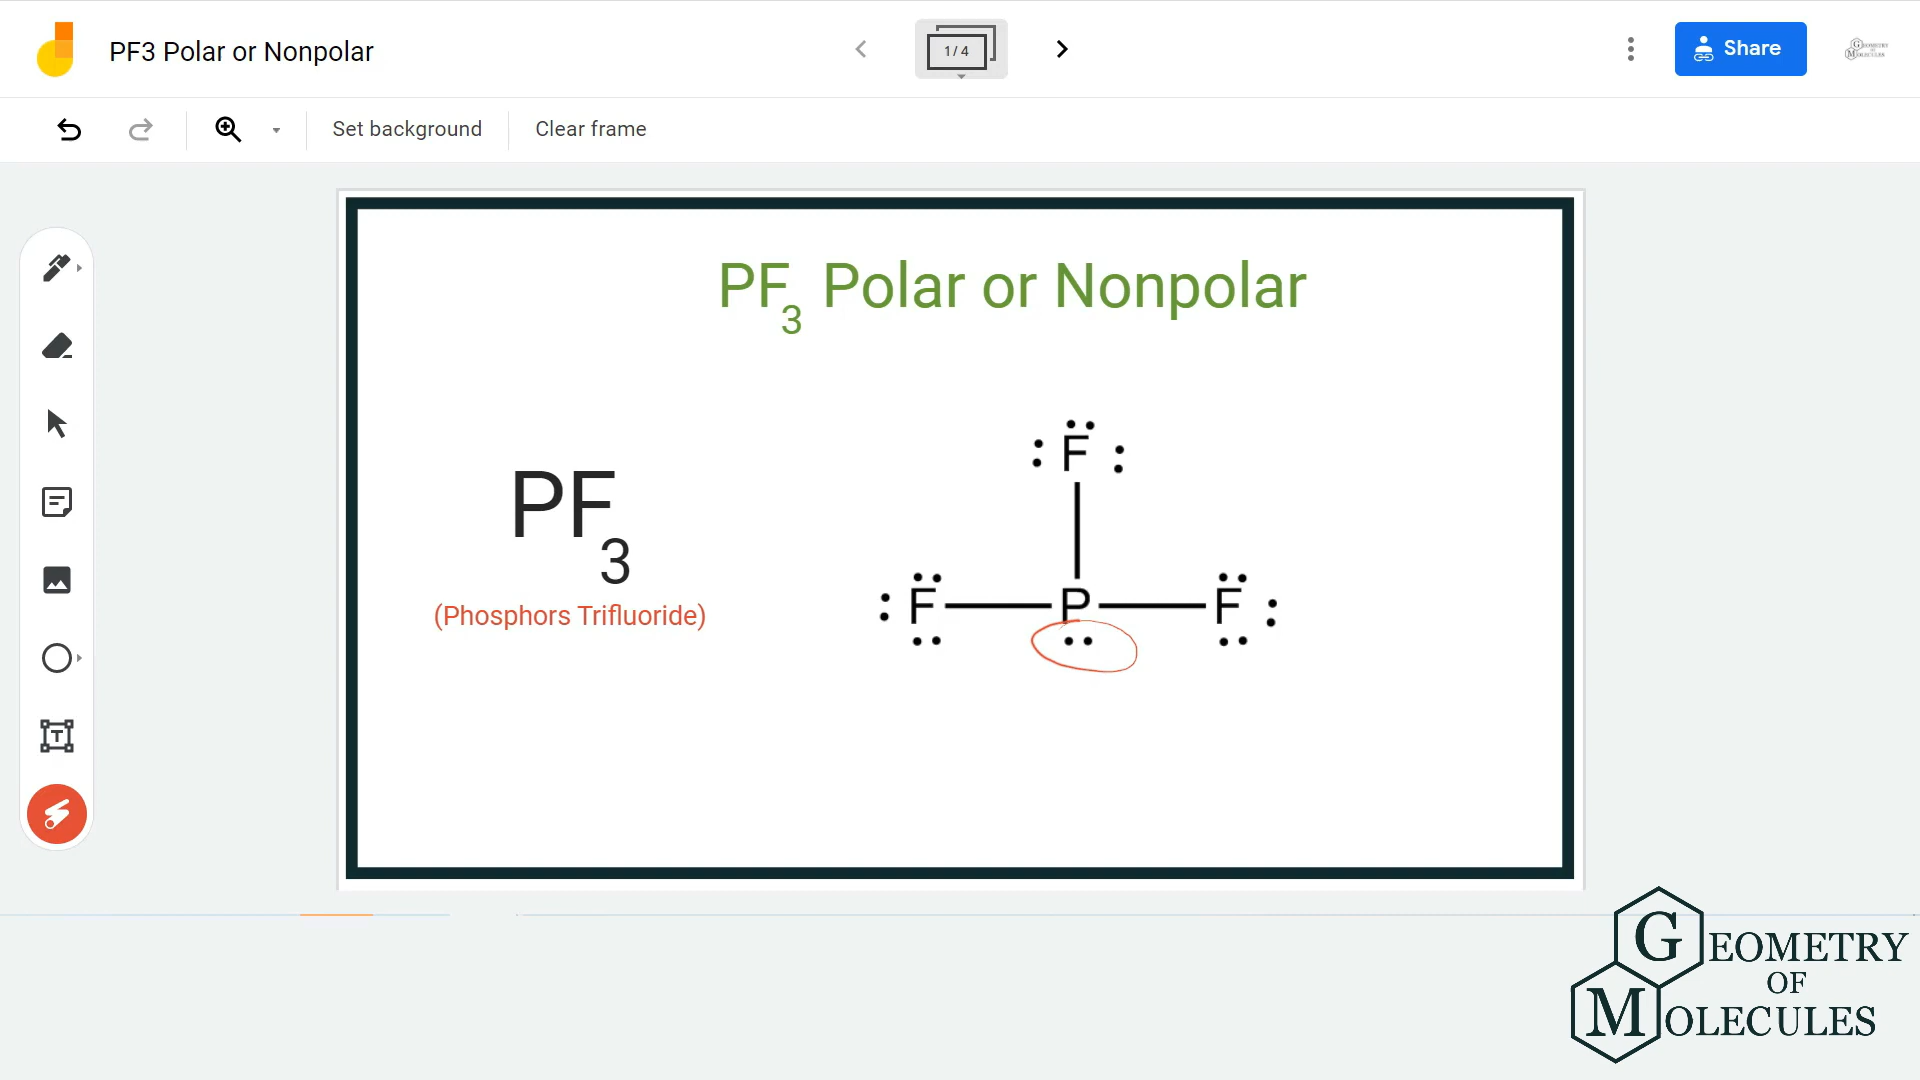 PF3 Polar or Nonpolar
1 / 4
Share
Set background
Clear frame
PF3 Polar or Nonpolar
F
PF3
F P F
(Phosphors Trifluoride)
T
GEOMETRY
OF
MOLECULES